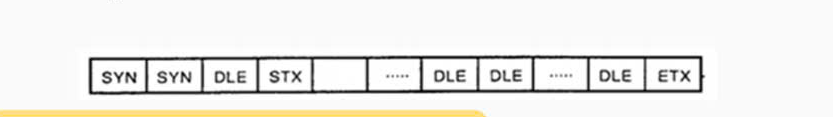 SYN SYN DLE STX ..... DLE DLE ..... DLE ETX